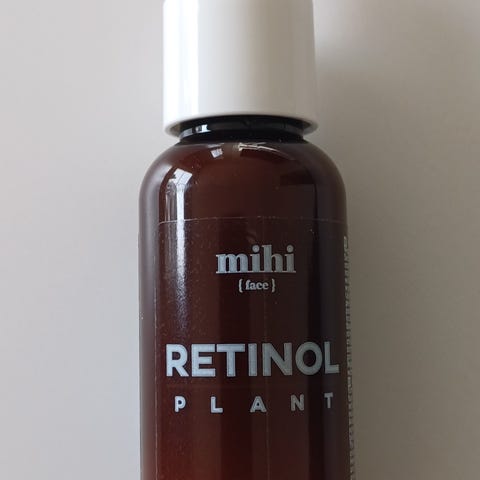 mihi
{ face }
RETINOL
PLANT